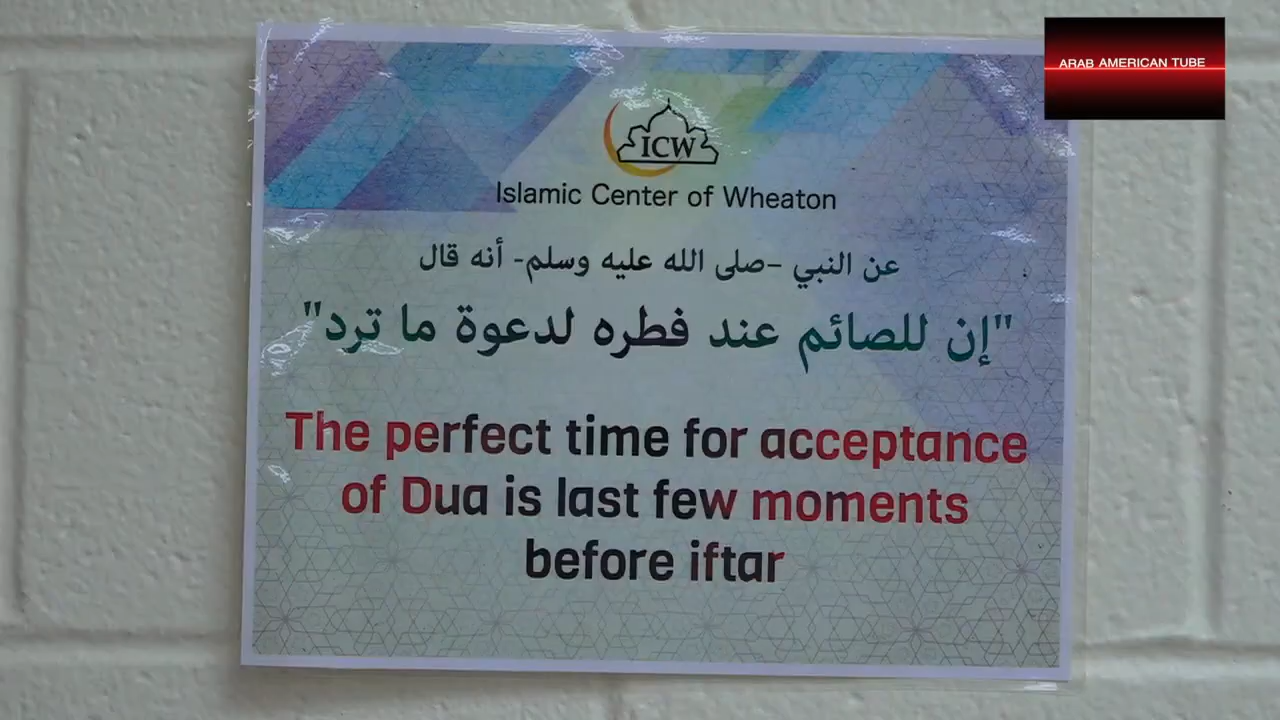 ARAB AMERICAN TUBE
ICW
Islamic Center of Wheaton
عن النبي -صلى الله عليه وسلم- أنه قال
"إن للصائم عند فطره لدعوة ما ترد"
The perfect time for acceptance
of Dua is last few moments
before iftar